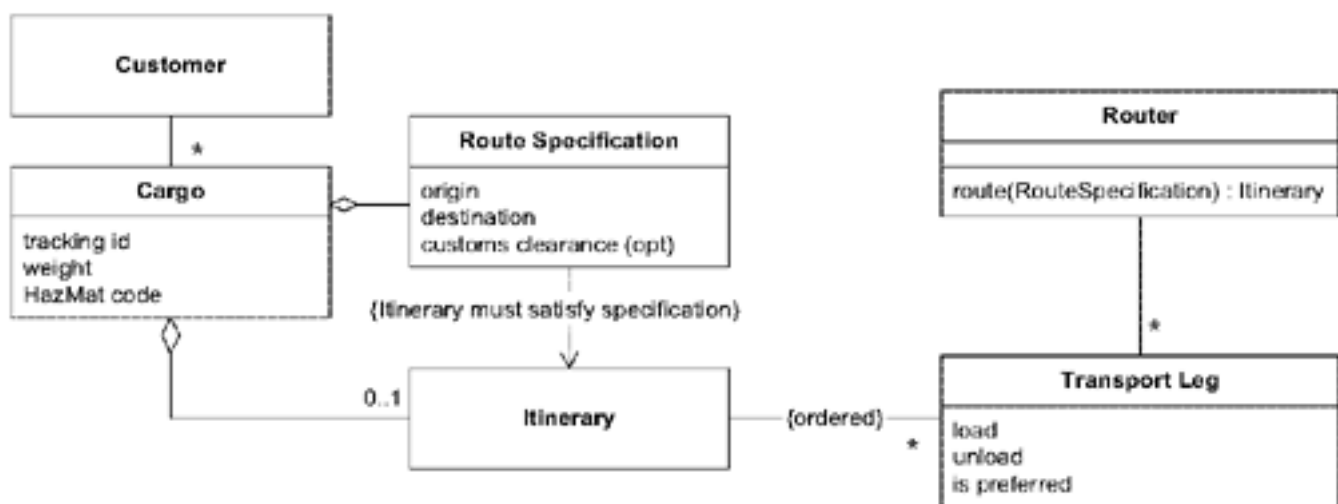 Customer
*
Cargo
tracking id
weight
HazMat code
Route Specification
origin
destination
customs clearance (opt)
{Itinerary must satisfy specification}
0..1
Itinerary
{ordered}
*
Router
route(RouteSpecification) : Itinerary
*
Transport Leg
load
unload
is preferred